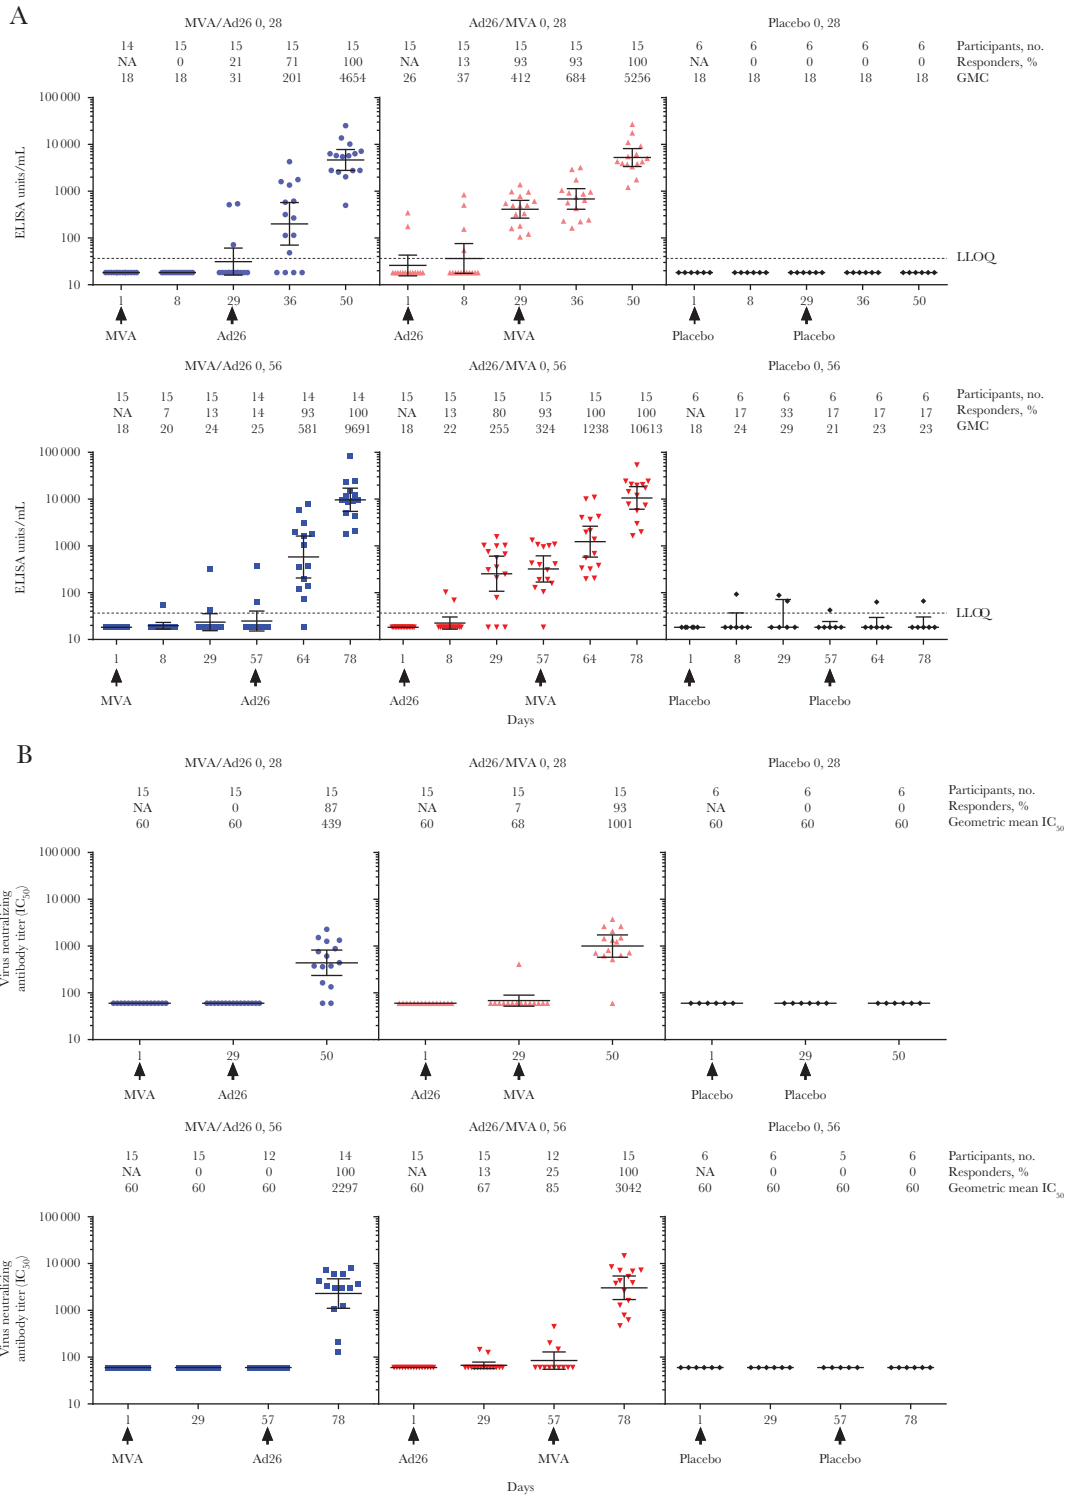 A
MVA/Ad26 0, 28 Ad26/MVA 0, 28 Placebo 0, 28
14 15 15 15 15 15 15 15 15 15 6 6 6 6 6 Participants, no.
NA 0 21 71 100 NA 13 93 93 100 NA 0 0 0 0 Responders, %
18 18 31 201 4654 26 37 412 684 5256 18 18 18 18 18 GMC
ELISA units/mL
100 000
10 000
1000
100
10
LLOQ
1 8 29 36 50 1 8 29 36 50 1 8 29 36 50
MVA Ad26 Ad26 MVA Placebo Placebo
MVA/Ad26 0, 56 Ad26/MVA 0, 56 Placebo 0, 56
15 15 15 14 14 14 15 15 15 15 15 15 6 6 6 6 6 6 Participants, no.
NA 7 13 14 93 100 NA 13 80 93 100 100 NA 17 33 17 17 17 Responders, %
18 20 24 25 581 9691 18 22 255 324 1238 10613 18 24 29 21 23 23 GMC
ELISA units/mL
100 000
10 000
1000
100
10
LLOQ
1 8 29 57 64 78 1 8 29 57 64 78 1 8 29 57 64 78
MVA Ad26 Ad26 MVA Placebo Placebo
Days
B
MVA/Ad26 0, 28 Ad26/MVA 0, 28 Placebo 0, 28
15 15 15 15 15 15 6 6 6 Participants, no.
NA 0 87 NA 7 93 NA 0 0 Responders, %
60 60 439 60 68 1001 60 60 60 Geometric mean IC50
Virus neutralizing
antibody titer (IC50)
100 000
10 000
1000
100
10
1 29 50 1 29 50 1 29 50
MVA Ad26 Ad26 MVA Placebo Placebo
MVA/Ad26 0, 56 Ad26/MVA 0, 56 Placebo 0, 56
15 15 12 14 15 15 12 15 6 6 5 6 Participants, no.
NA 0 0 100 NA 13 25 100 NA 0 0 0 Responders, %
60 60 60 2297 60 67 85 3042 60 60 60 60 Geometric mean IC50
Virus neutralizing
antibody titer (IC50)
100 000
10 000
1000
100
10
1 29 57 78 1 29 57 78 1 29 57 78
MVA Ad26 Ad26 MVA Placebo Placebo
Days